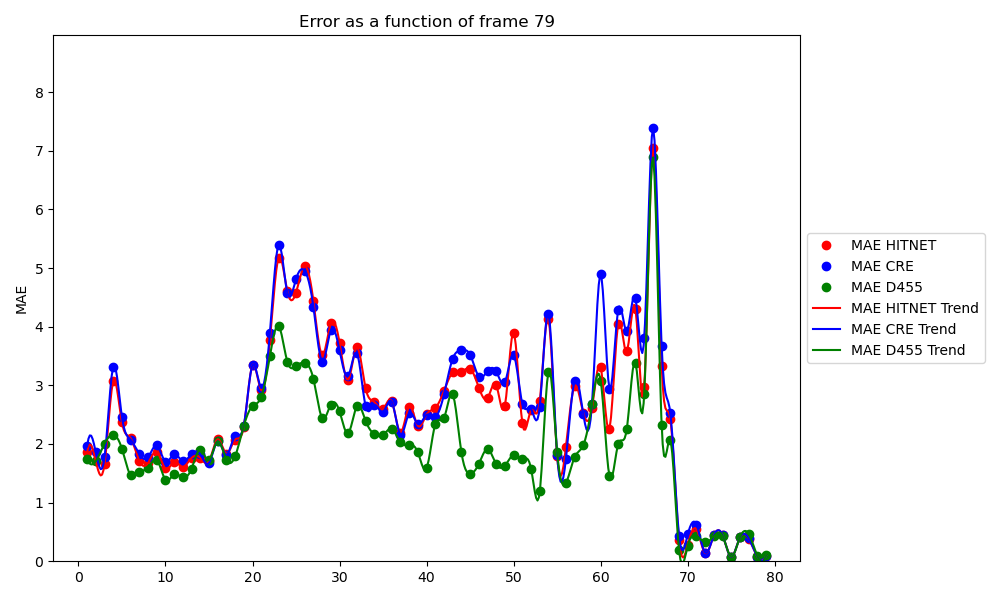 Error as a function of frame 79
MAE
8
7
6
5
4
3
2
1
0
0 10 20 30 40 50 60 70 80
MAE HITNET
MAE CRE
MAE D455
MAE HITNET Trend
MAE CRE Trend
MAE D455 Trend